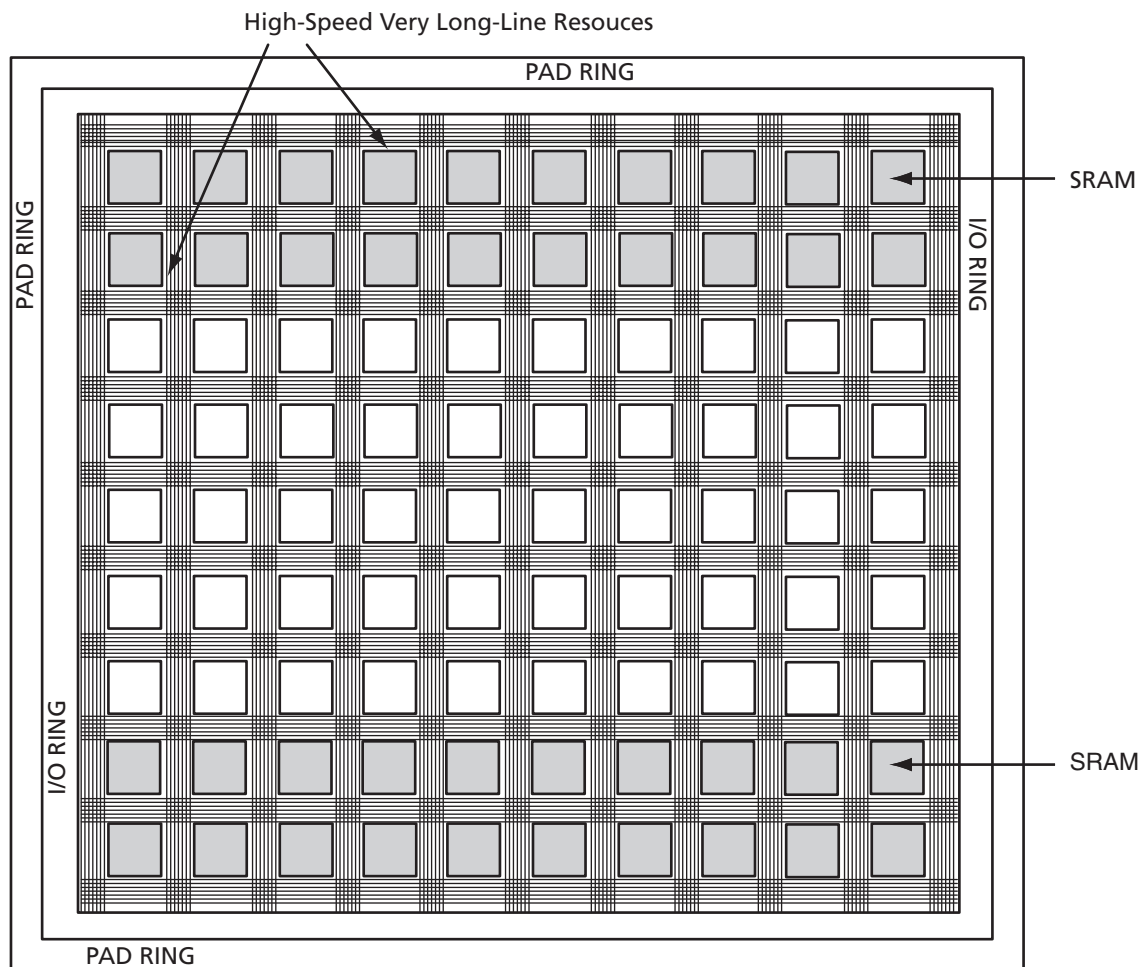 High-Speed Very Long-Line Resouces
PAD RING
SRAM
PAD RING
I/O RING
I/O RING
SRAM
PAD RING